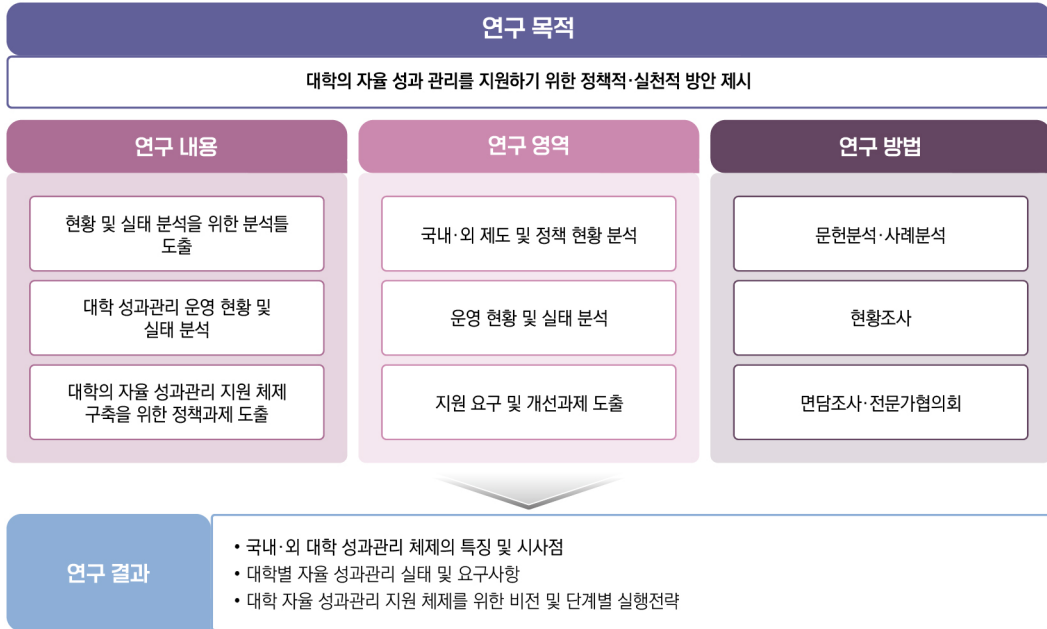 연구 목적
대학의 자율 성과 관리를 지원하기 위한 정책적·실천적 방안 제시
연구 내용
현황 및 실태 분석을 위한 분석틀
도출
대학 성과관리 운영 현황 및
실태 분석
대학의 자율 성과관리 지원 체제
구축을 위한 정책과제 도출
연구 영역
국내·외 제도 및 정책 현황 분석
운영 현황 및 실태 분석
지원 요구 및 개선과제 도출
연구 방법
문헌분석·사례분석
현황조사
면담조사·전문가협의회
연구 결과
• 국내·외 대학 성과관리 체제의 특징 및 시사점
• 대학별 자율 성과관리 실태 및 요구사항
• 대학 자율 성과관리 지원 체제를 위한 비전 및 단계별 실행전략